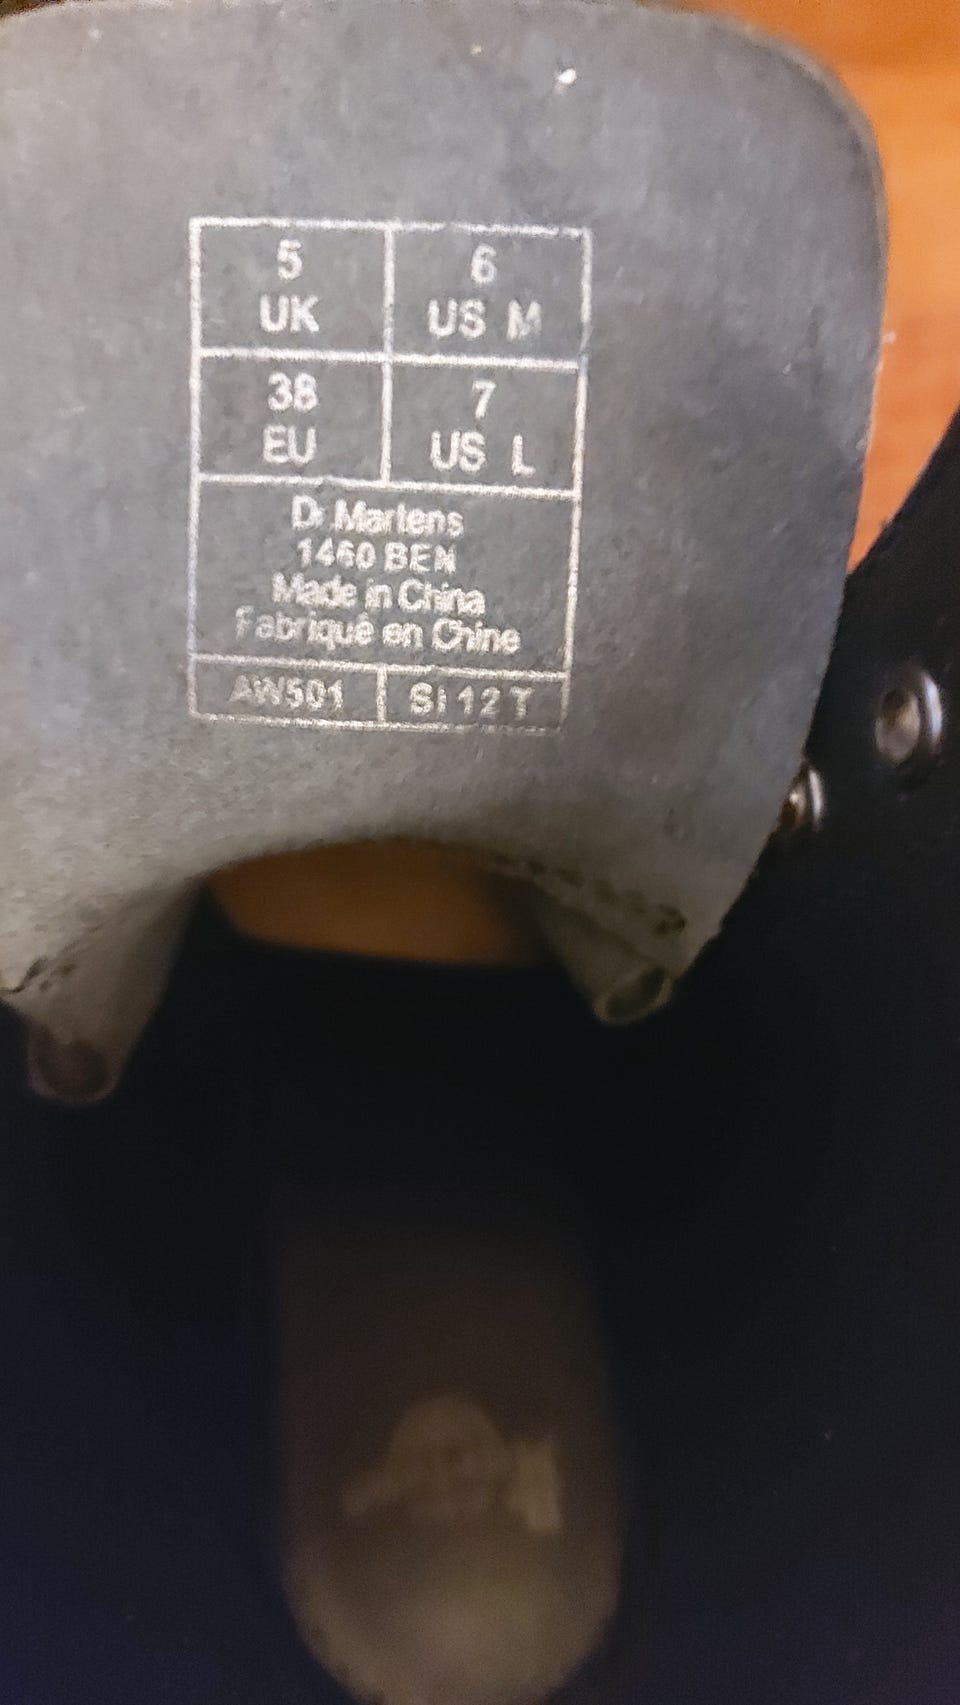 5
UK
6
US M
38
EU
7
US L
Dr.Martens
1460 BEN
Made in China
Fabriqué en Chine
AW501
SI 12 T